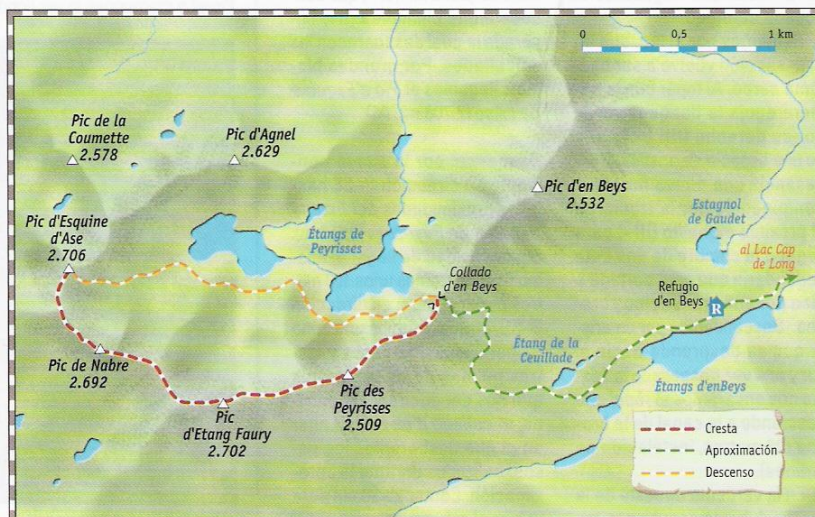 0
0,5
1 km
Pic de la
Coumette
2.578
Pic d'Agnel
2.629
Pic d'en Beys
2.532
Estagnol
de Gaudet
Pic d'Esquine
d'Ase
2.706
Étangs de
Peyrisses
al Lac Cap
de Long
Collado
d'en Beys
Refugio
d'en Beys
R
Étang de la
Ceuillade
Pic de Nabre
2.692
Étangs d'enBeys
Pic des
Peyrisses
2.509
Pic
d'Etang Faury
2.702
Cresta
Aproximación
Descenso